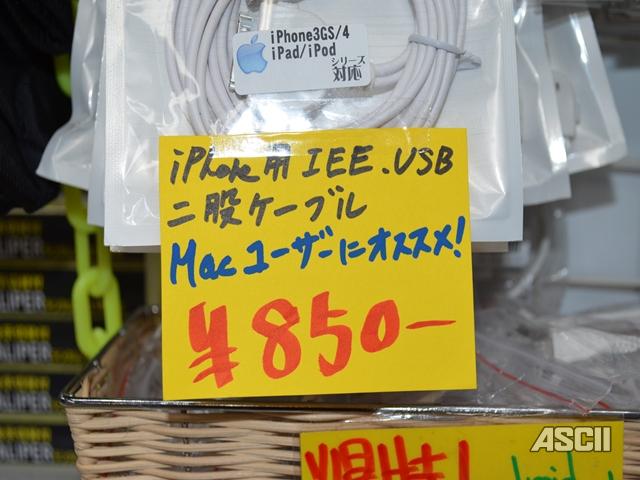 iPhone3GS/4
iPad/iPod
シリーズ
対応
iPhone用 IEE.USB
二股ケーブル
Macユーザーにオススメ!
¥850-
ASCII